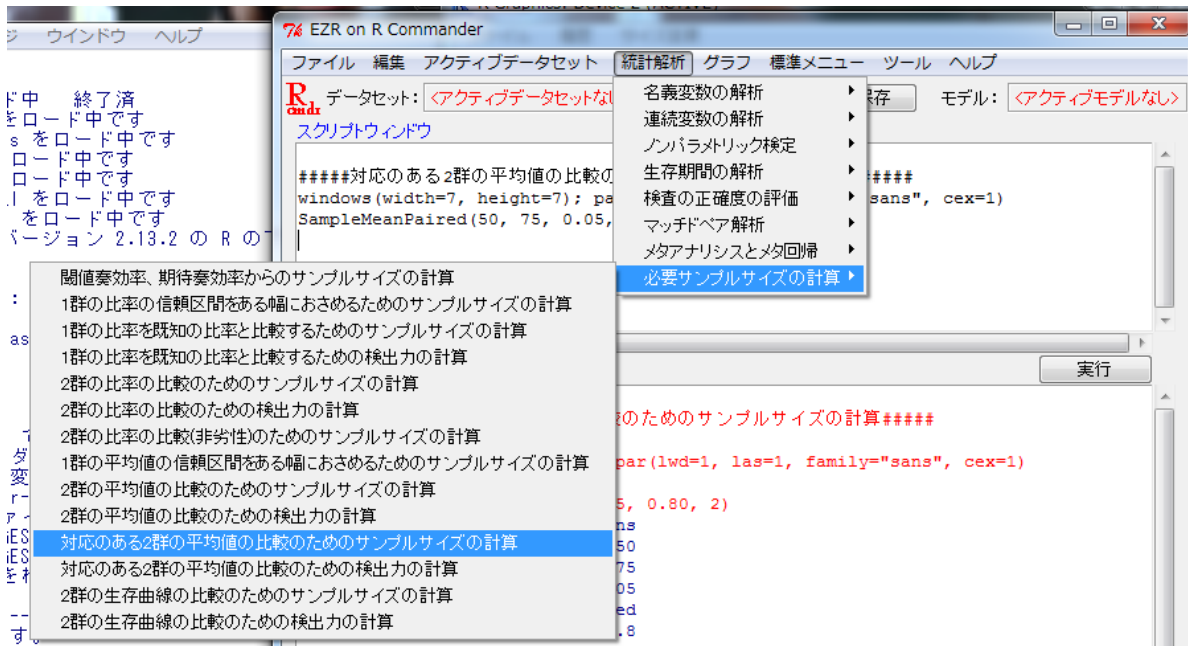 R Graphics: Device 2 (ACTIVE)
ウインドウ ヘルプ
EZR on R Commander
ファイル 編集 アクティブデータセット 統計解析 グラフ 標準メニュー ツール ヘルプ
R cmdr データセット: <アクティブデータセットなし 保存 モデル: <アクティブモデルなし>
スクリプトウィンドウ
ド中 終了済
をロード中です
s をロード中です
ロード中です
ロード中です
l をロード中です
をロード中です
バージョン 2.13.2 の R の
:
as
名義変数の解析
連続変数の解析
ノンパラメトリック検定
生存期間の解析
検査の正確度の評価
マッチドペア解析
メタアナリシスとメタ回帰
必要サンプルサイズの計算
#####対応のある2群の平均値の比較の ####
windows(width=7, height=7); pa sans", cex=1)
SampleMeanPaired(50, 75, 0.05,
閾値奏効率、期待奏効率からのサンプルサイズの計算
1群の比率の信頼区間をある幅におさめるためのサンプルサイズの計算
1群の比率を既知の比率と比較するためのサンプルサイズの計算
1群の比率を既知の比率と比較するための検出力の計算
2群の比率の比較のためのサンプルサイズの計算
2群の比率の比較のための検出力の計算
2群の比率の比較(非劣性)のためのサンプルサイズの計算
1群の平均値の信頼区間をある幅におさめるためのサンプルサイズの計算
2群の平均値の比較のためのサンプルサイズの計算
2群の平均値の比較のための検出力の計算
対応のある2群の平均値の比較のためのサンプルサイズの計算
対応のある2群の平均値の比較のための検出力の計算
2群の生存曲線の比較のためのサンプルサイズの計算
2群の生存曲線の比較のための検出力の計算
実行
のためのサンプルサイズの計算#####
par(lwd=1, las=1, family="sans", cex=1)
5, 0.80, 2)
ns
50
75
05
ed
.8